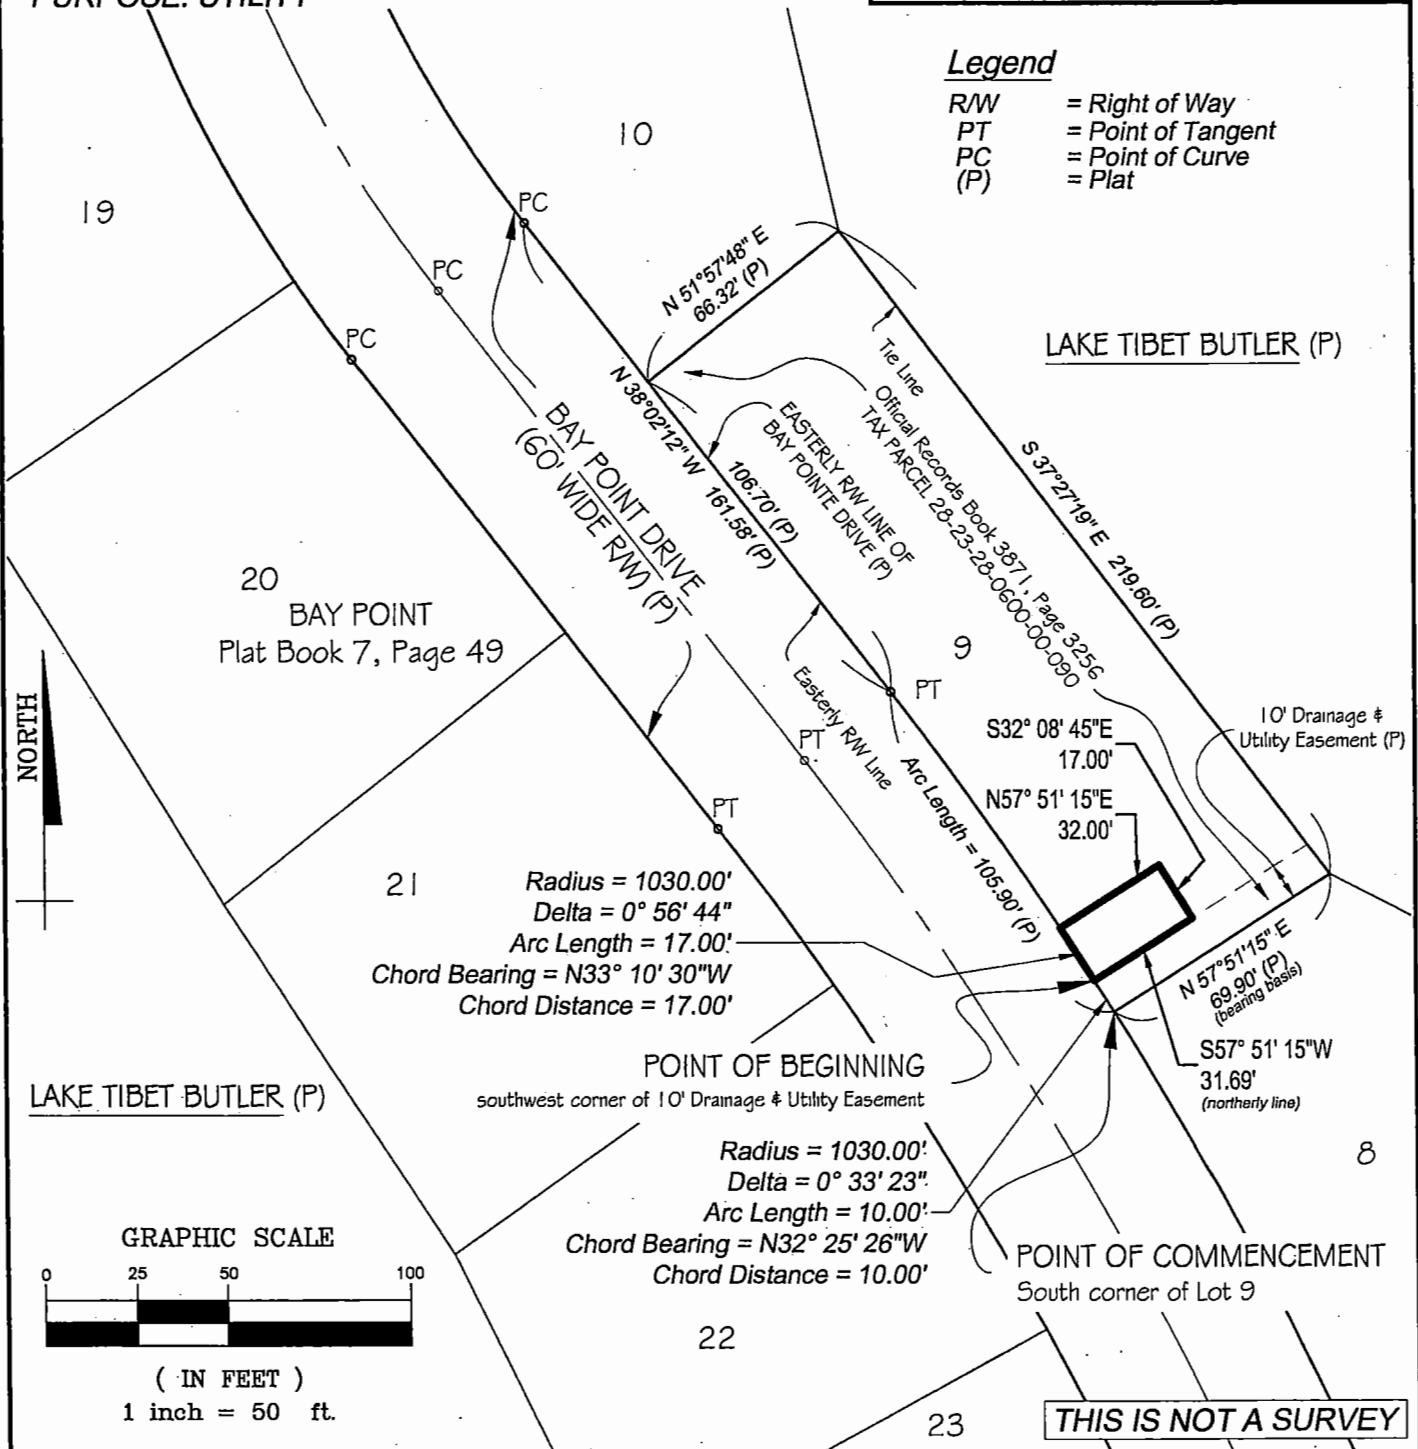 Legend
R/W = Right of Way
PT = Point of Tangent
PC = Point of Curve
(P) = Plat
10
19
PC
PC
PC
N 51°57'48" E
66.32' (P)
LAKE TIBET BUTLER (P)
Tie Line
Official Records Book 3871, Page 3256
TAX PARCEL 28-23-28-0600-00-090
S 37°27'19" E 219.60' (P)
EASTERLY R/W LINE OF
BAY POINTE DRIVE (P)
N 38°02'12" W 161.58' (P)
106.70' (P)
BAY POINT DRIVE
(60' WIDE R/W) (P)
20
BAY POINT
Plat Book 7, Page 49
9
NORTH
PT
PT
PT
Easterly R/W Line
Arc Length = 105.90' (P)
S32° 08' 45"E
17.00'
N57° 51' 15"E
32.00'
10' Drainage &
Utility Easement (P)
21
Radius = 1030.00'
Delta = 0° 56' 44"
Arc Length = 17.00'
Chord Bearing = N33° 10' 30"W
Chord Distance = 17.00'
N 57°51'15" E
69.90' (P)
(bearing basis)
S57° 51' 15"W
31.69'
(northerly line)
POINT OF BEGINNING
southwest corner of 10' Drainage & Utility Easement
LAKE TIBET BUTLER (P)
Radius = 1030.00'
Delta = 0° 33' 23"
Arc Length = 10.00'
Chord Bearing = N32° 25' 26"W
Chord Distance = 10.00'
8
POINT OF COMMENCEMENT
South corner of Lot 9
GRAPHIC SCALE
0 25 50 100
( IN FEET )
1 inch = 50 ft.
22
23
THIS IS NOT A SURVEY